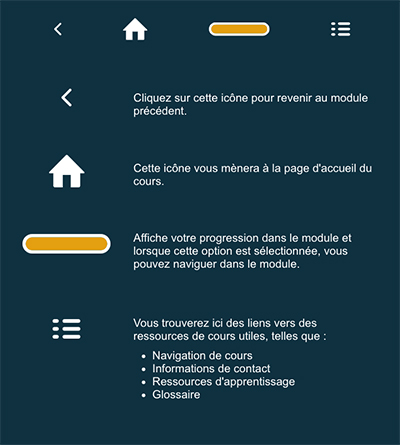 Cliquez sur cette icône pour revenir au module
précédent.
Cette icône vous mènera à la page d'accueil du
cours.
Affiche votre progression dans le module et
lorsque cette option est sélectionnée, vous
pouvez naviguer dans le module.
Vous trouverez ici des liens vers des
ressources de cours utiles, telles que :
• Navigation de cours
• Informations de contact
• Ressources d'apprentissage
• Glossaire